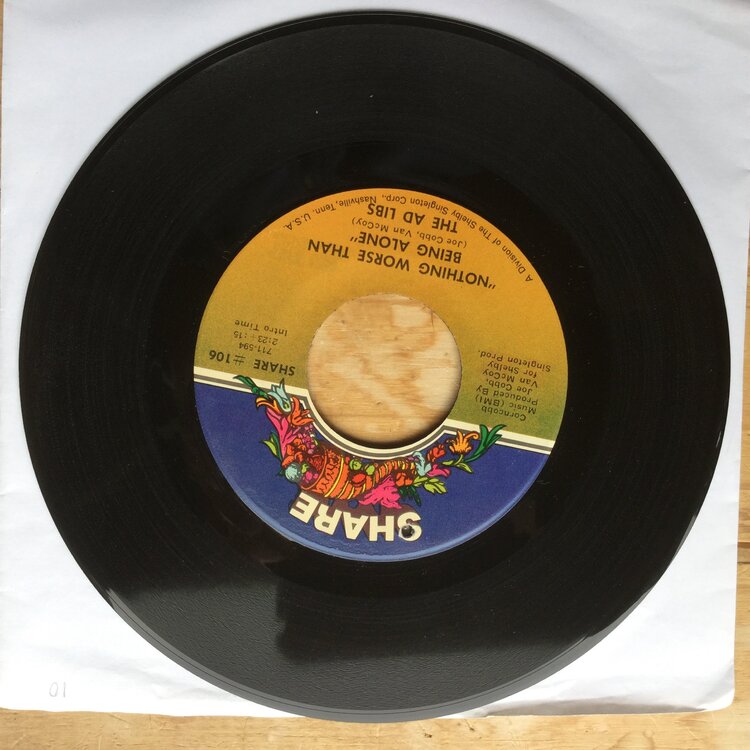 SHARE
Corncobb
Music (BMI)
Produced By
Joe Cobb,
Van McCoy
for Shelby
Singleton Prod.
SHARE #106
711-594
2:23 + :15
Intro Time
"NOTHING WORSE THAN
BEING ALONE"
(Joe Cobb, Van McCoy)
THE AD LIBS
A Division of The Shelby Singleton Corp., Nashville, Tenn. U.S.A.
10